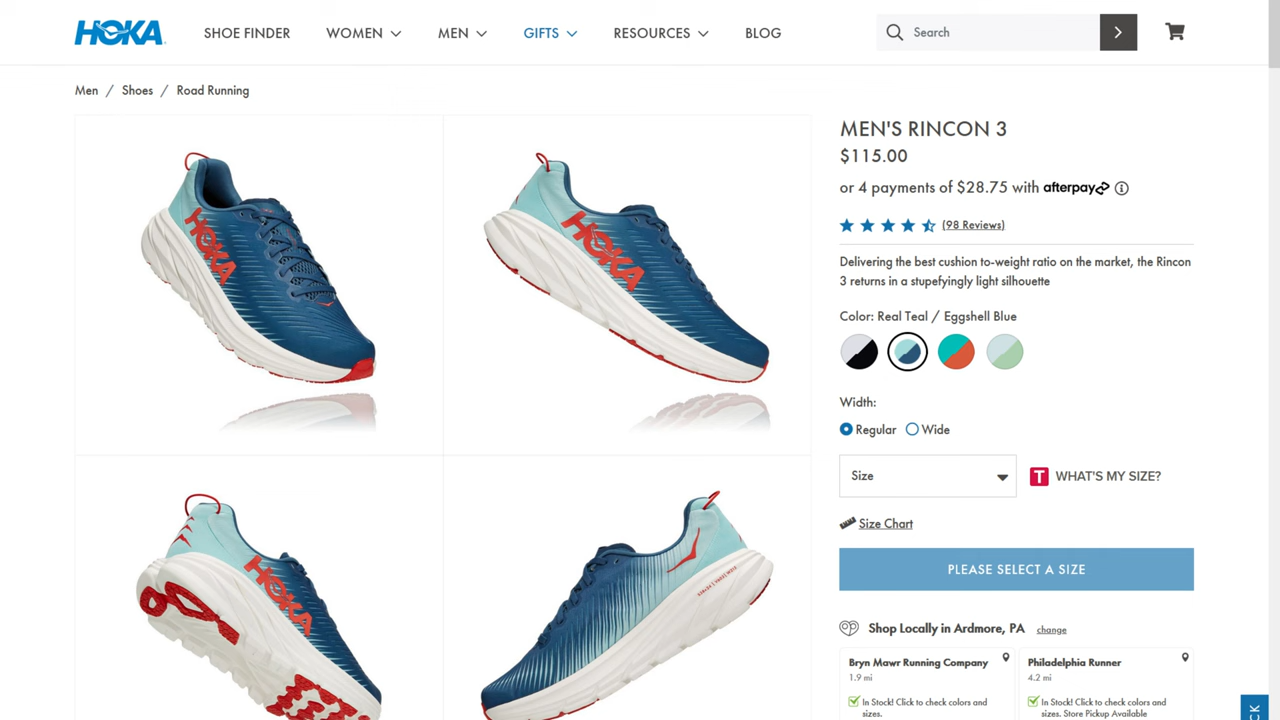 HOKA
SHOE FINDER
WOMEN
MEN
GIFTS
RESOURCES
BLOG
Search
Men / Shoes / Road Running
HOKA
HOKA
HOKA
MEN'S RINCON 3
$115.00
or 4 payments of $28.75 with afterpay
(98 Reviews)
Delivering the best cushion to-weight ratio on the market, the Rincon
3 returns in a stupefyingly light silhouette
Color: Real Teal / Eggshell Blue
Width:
Regular
Wide
Size
T WHAT'S MY SIZE?
Size Chart
PLEASE SELECT A SIZE
Shop Locally in Ardmore, PA change
Bryn Mawr Running Company
1.9 mi
In Stock! Click to check colors and
sizes.
Philadelphia Runner
4.2 mi
In Stock! Click to check colors and
sizes. Store Pickup Available
CK